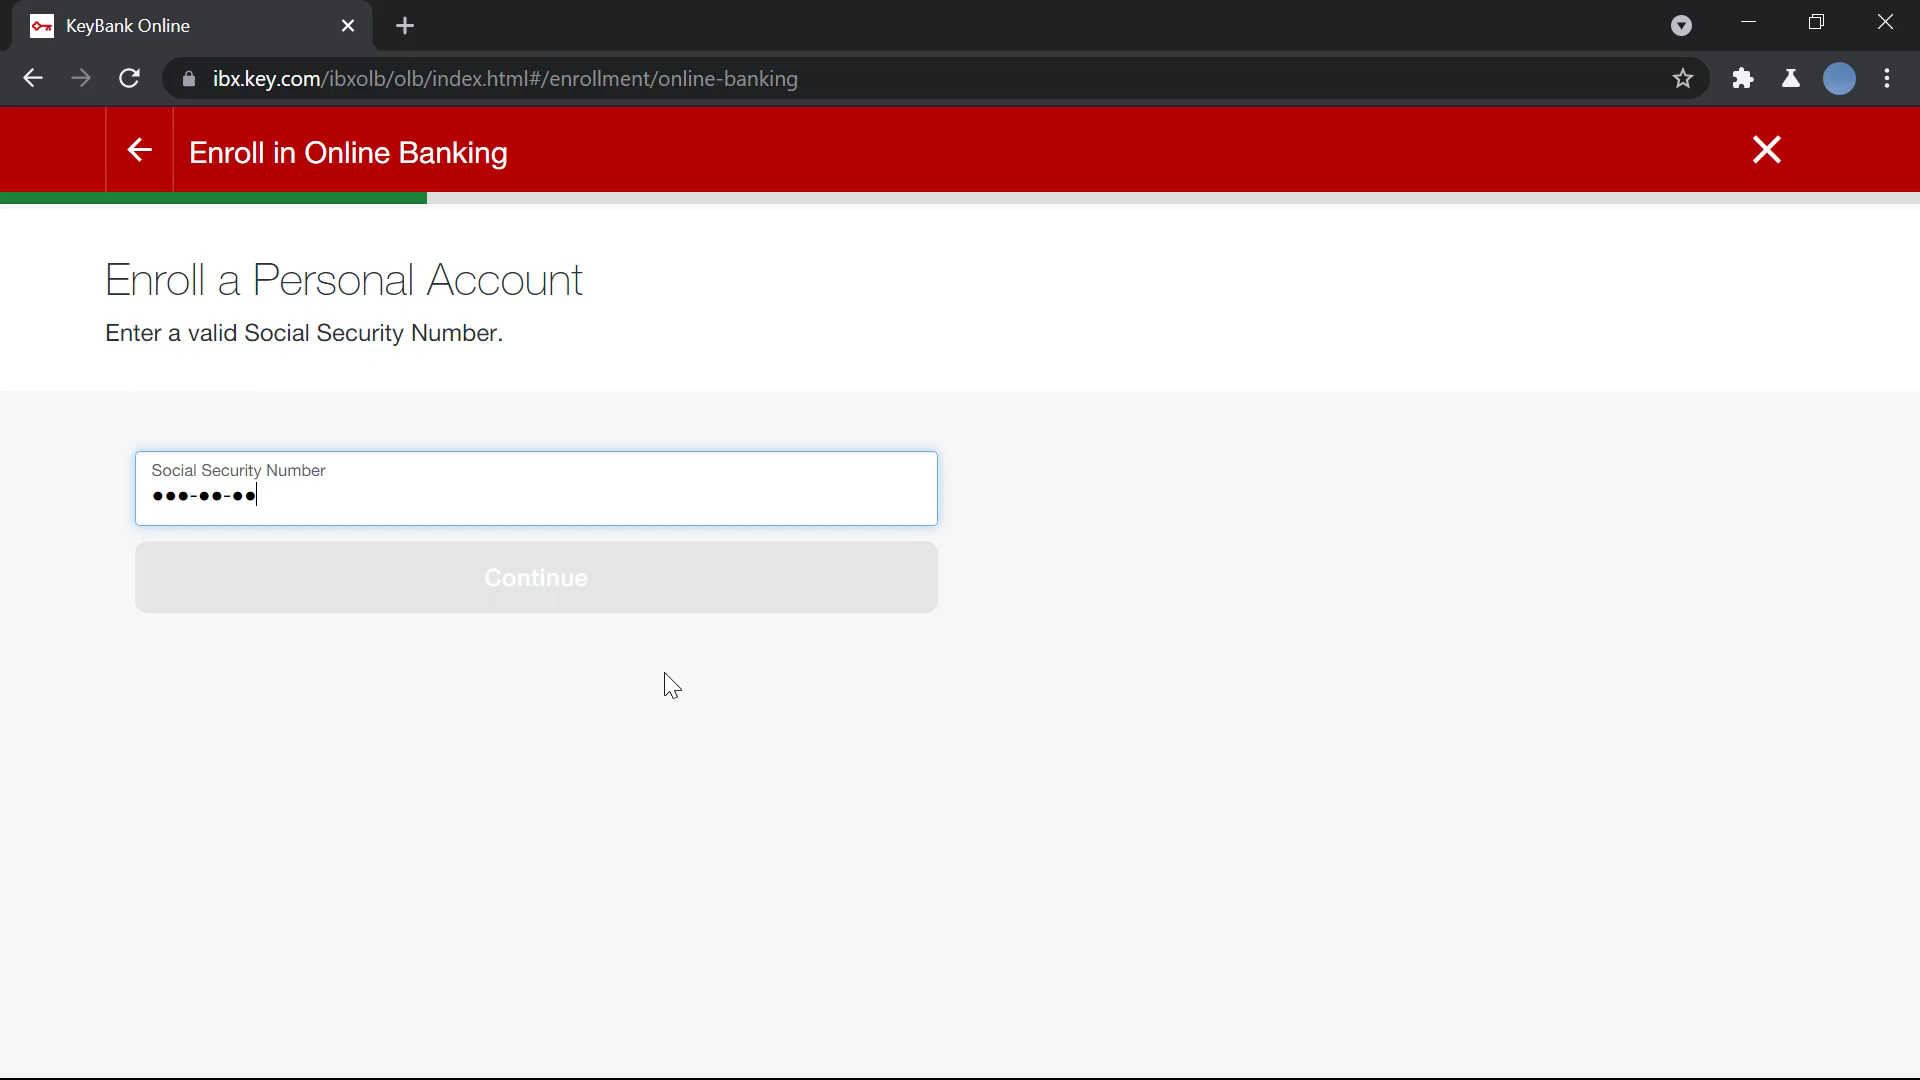 KeyBank Online
ibx.key.com/ibxolb/olb/index.html#/enrollment/online-banking
Enroll in Online Banking
Enroll a Personal Account
Enter a valid Social Security Number.
Social Security Number
●●●-●●-●●
Continue